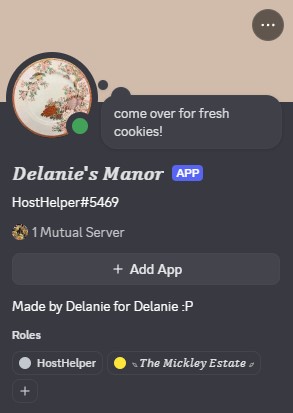 come over for fresh
cookies!
Delanie's Manor APP
HostHelper#5469
1 Mutual Server
+ Add App
Made by Delanie for Delanie :P
Roles
HostHelper
The Mickley Estate
+